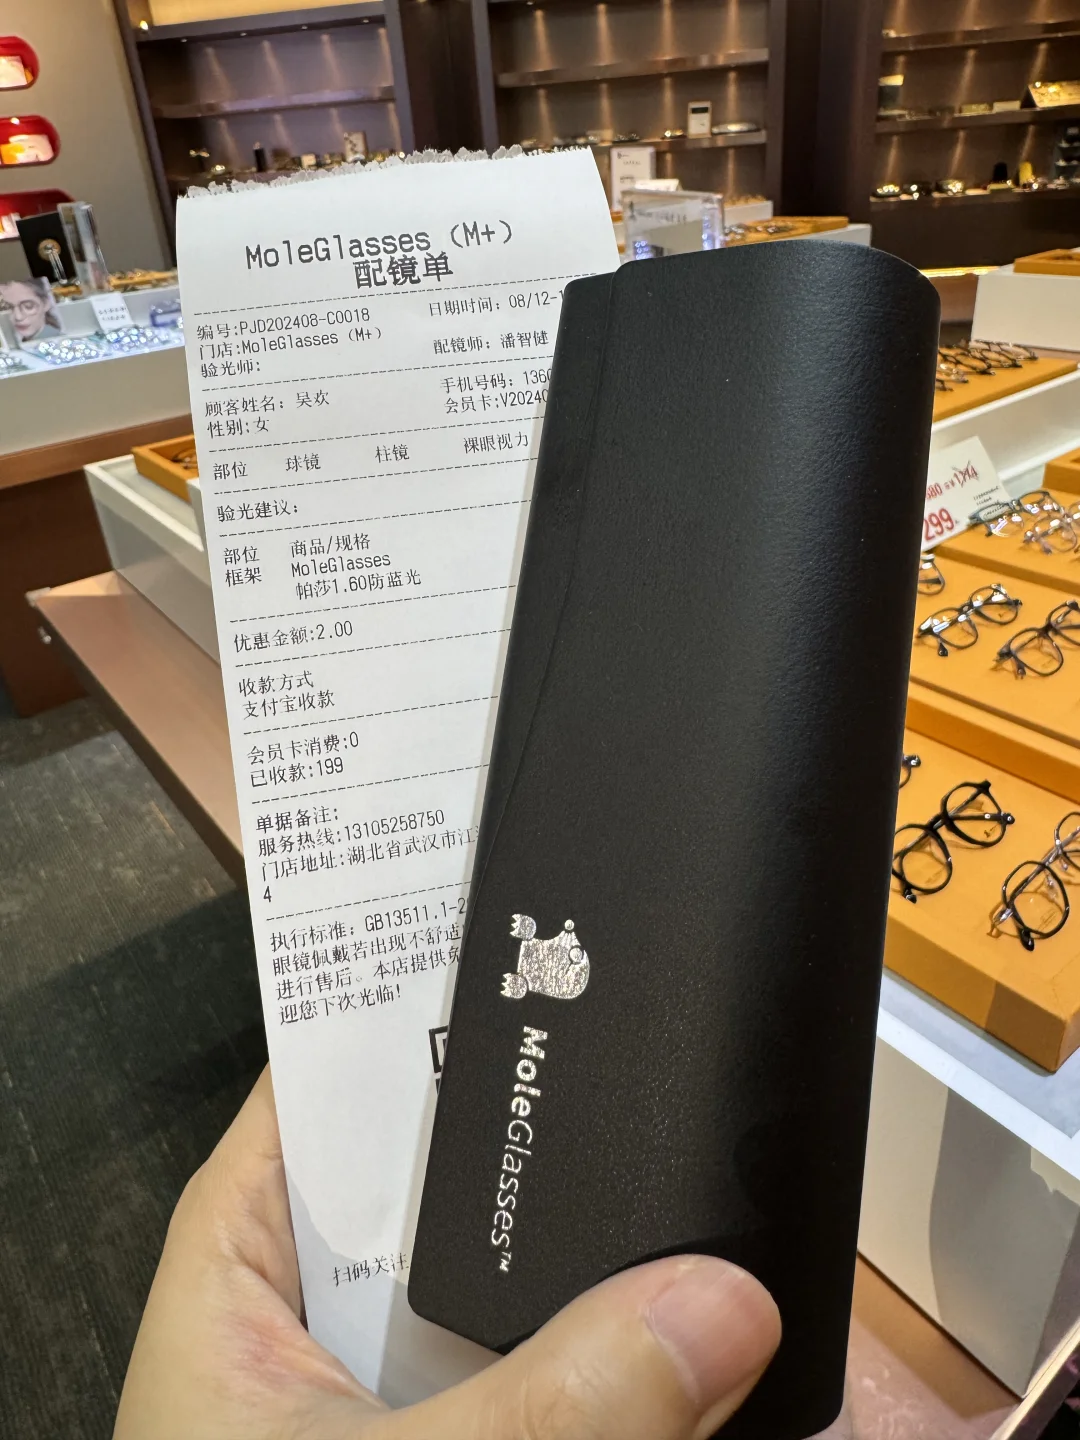 MoleGlasses (M+)
配镜单
编号:PJD202408-C0018
日期时间: 08/12-1
门店:MoleGlasses (M+)
验光师:
配镜师: 潘智健
顾客姓名: 吴欢
手机号码: 1360
性别:女
会员卡:V20240
部位 球镜 柱镜 裸眼视力
验光建议:
部位 商品/规格
框架 MoleGlasses
帕莎1.60防蓝光
优惠金额:2.00
收款方式
支付宝收款
会员卡消费:0
已收款:199
单据备注:
服务热线:13105258750
门店地址:湖北省武汉市江
4
执行标准: GB13511.1-2
眼镜佩戴若出现不舒适
进行售后。本店提供免
迎您下次光临!
扫码关注
MoleGlasses™
299.